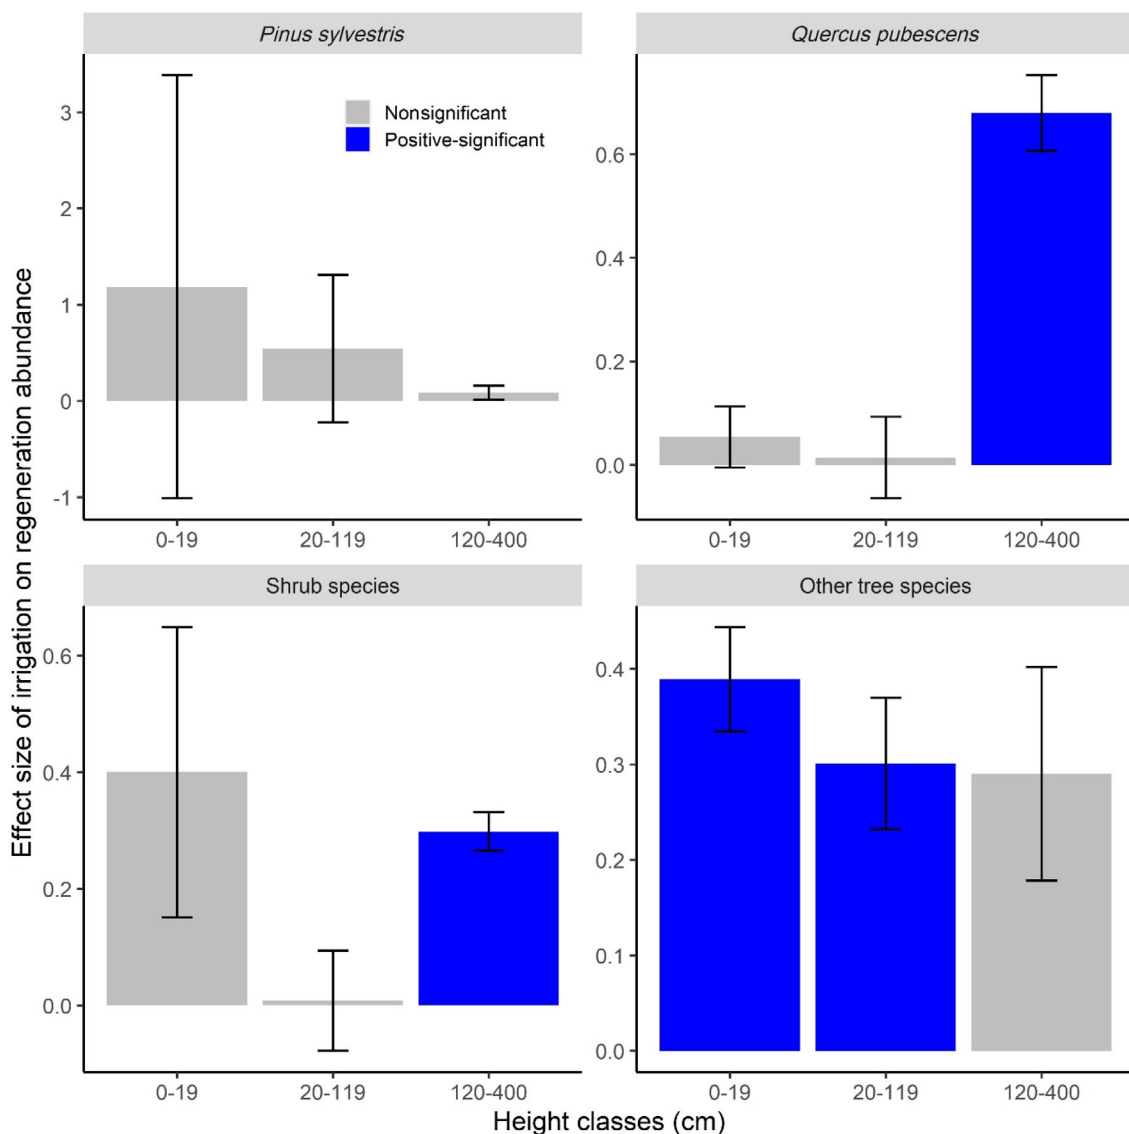 Pinus sylvestris
Quercus pubescens
3
2
1
0
-1
Nonsignificant
Positive-significant
0.6
0.4
0.2
0.0
0-19 20-119 120-400
0-19 20-119 120-400
Effect size of irrigation on regeneration abundance
Shrub species
Other tree species
0.6
0.4
0.2
0.0
0.4
0.3
0.2
0.1
0.0
0-19 20-119 120-400
0-19 20-119 120-400
Height classes (cm)